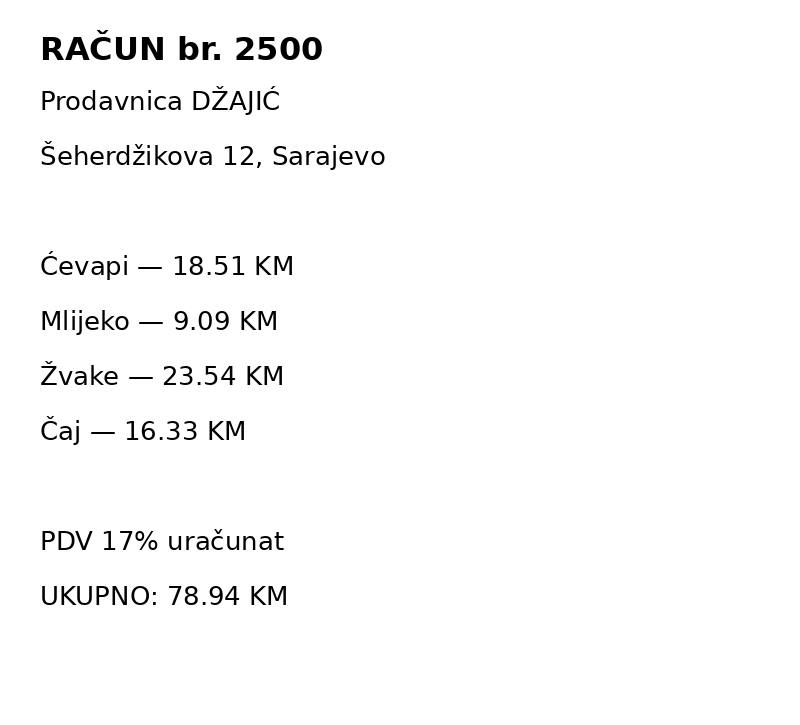 RAČUN br. 2500
Prodavnica DŽAJIĆ
Šeherdžikova 12, Sarajevo
Ćevapi — 18.51 KM
Mlijeko — 9.09 KM
Žvake — 23.54 KM
Čaj — 16.33 KM
PDV 17% uračunat
UKUPNO: 78.94 KM